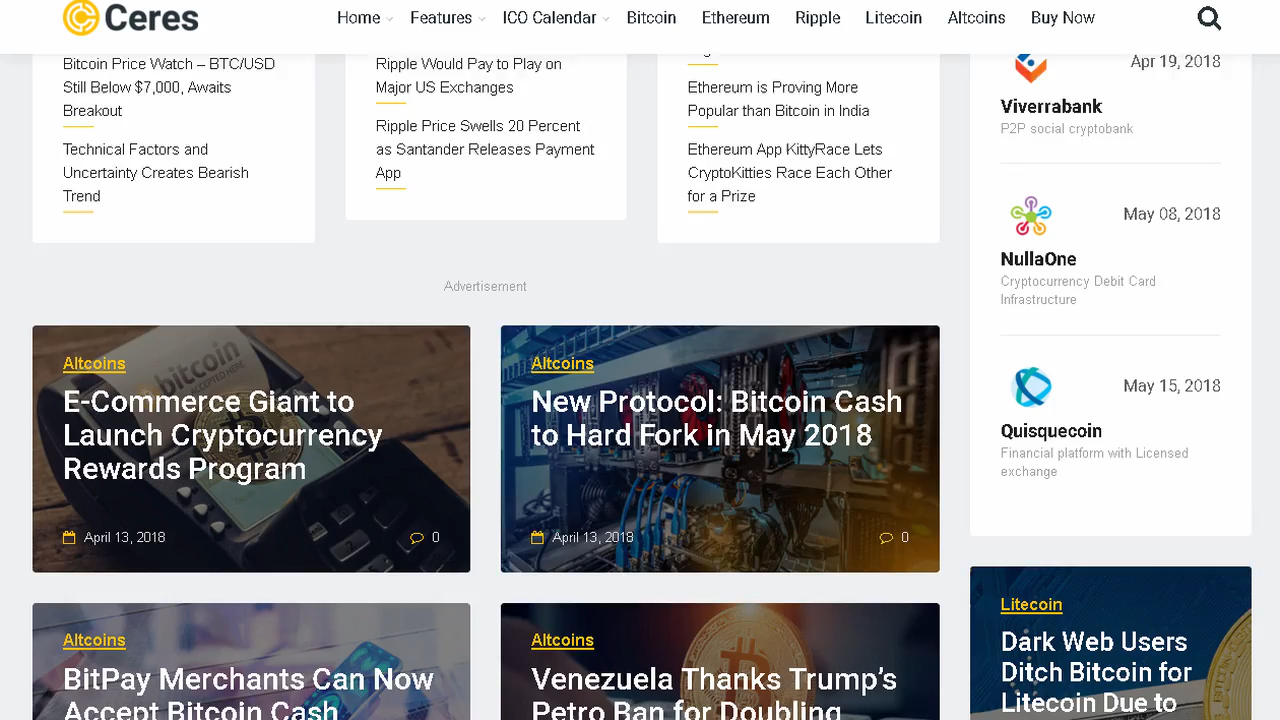 Ceres
Home
Features
ICO Calendar
Bitcoin
Ethereum
Ripple
Litecoin
Altcoins
Buy Now
Bitcoin Price Watch – BTC/USD
Still Below $7,000, Awaits
Breakout
Technical Factors and
Uncertainty Creates Bearish
Trend
Ripple Would Pay to Play on
Major US Exchanges
Ripple Price Swells 20 Percent
as Santander Releases Payment
App
Ethereum is Proving More
Popular than Bitcoin in India
Ethereum App KittyRace Lets
CryptoKitties Race Each Other
for a Prize
Advertisement
Altcoins
E-Commerce Giant to
Launch Cryptocurrency
Rewards Program
April 13, 2018
0
Altcoins
New Protocol: Bitcoin Cash
to Hard Fork in May 2018
April 13, 2018
0
Altcoins
BitPay Merchants Can Now
Accept Bitcoin Cash
Altcoins
Venezuela Thanks Trump’s
Petro Ban for Doubling
Apr 19, 2018
Viverrabank
P2P social cryptobank
May 08, 2018
NullaOne
Cryptocurrency Debit Card
Infrastructure
May 15, 2018
Quisquecoin
Financial platform with Licensed
exchange
Litecoin
Dark Web Users
Ditch Bitcoin for
Litecoin Due to
bitcoin
ACCEPTED HERE